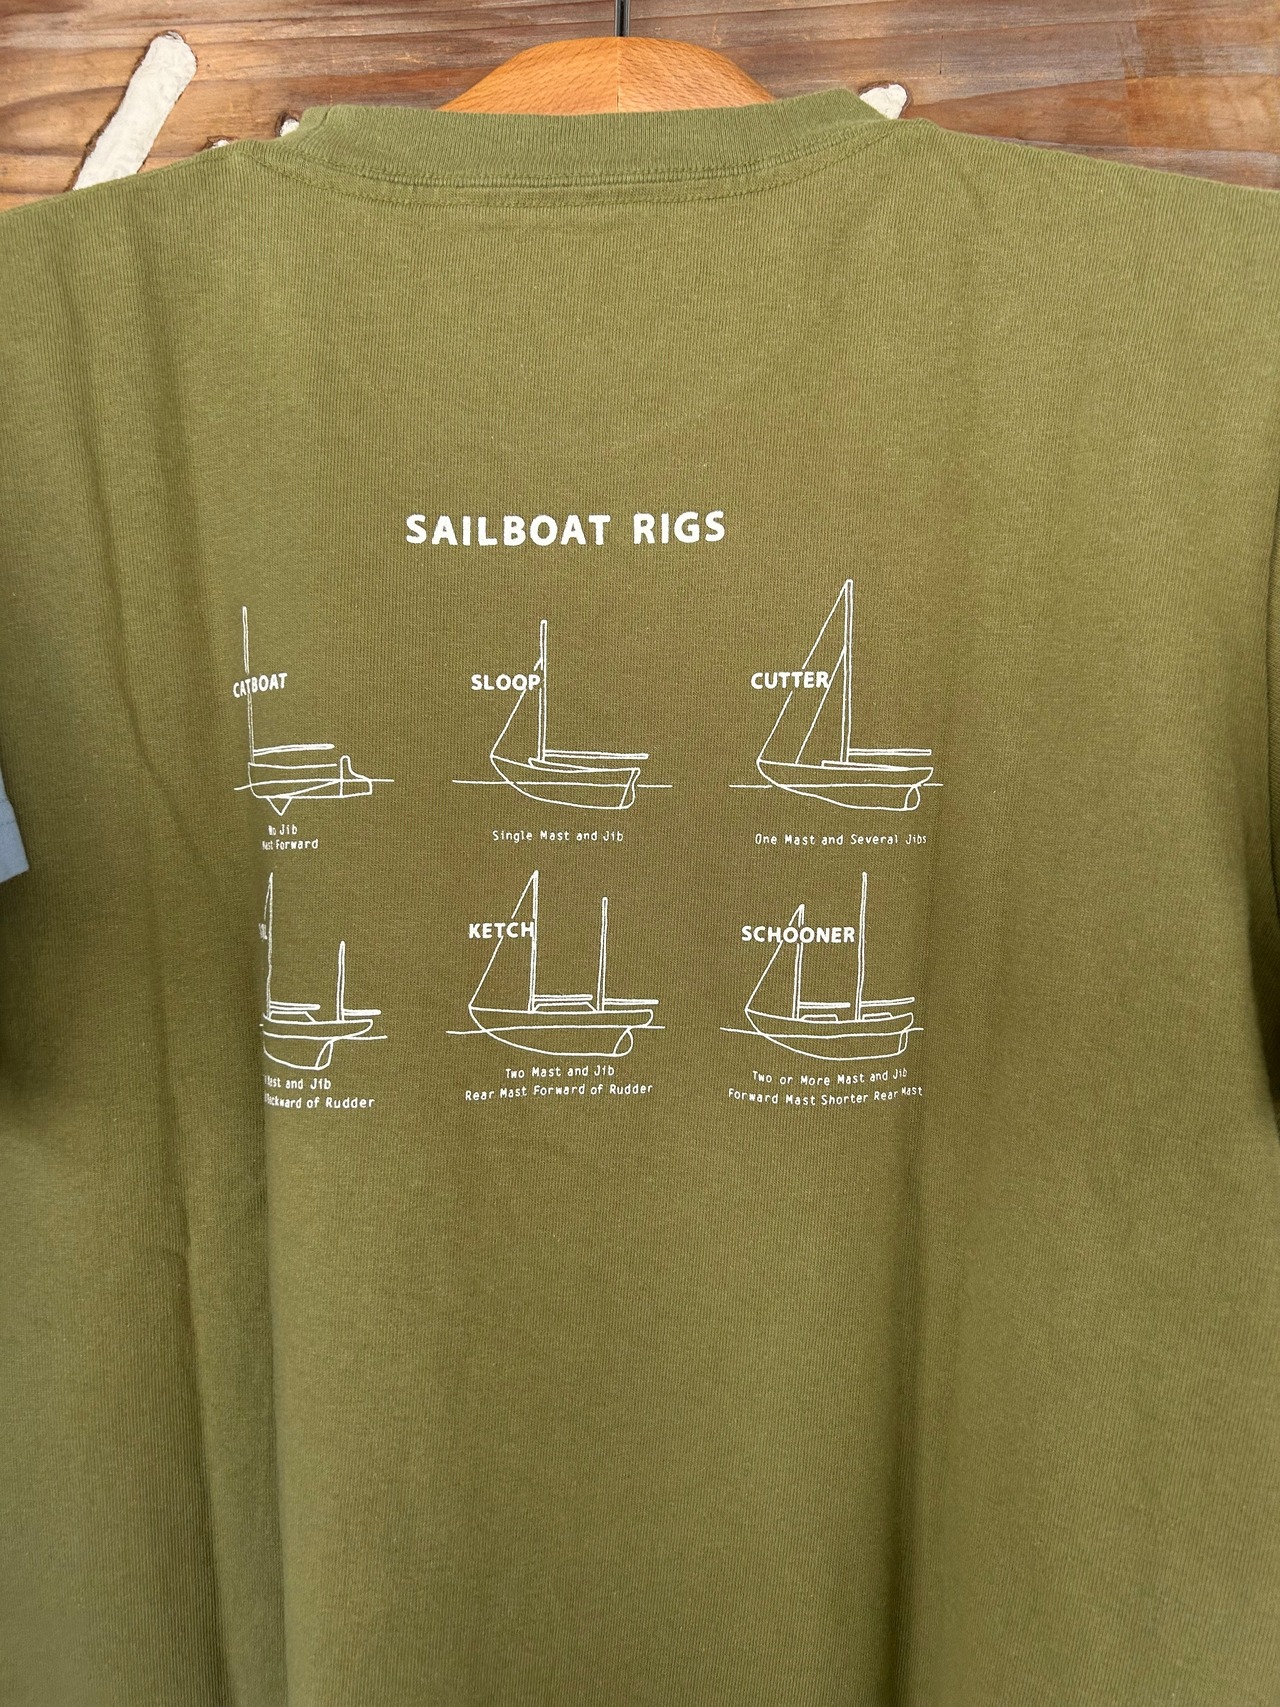 SAILBOAT RIGS
CATBOAT
SLOOP
CUTTER
No Jib
Forward
Single Mast and Jib
One Mast and Several Jibs
KETCH
SCHOONER
and Jib
of Rudder
Two Mast and Jib
Rear Mast Forward of Rudder
Two or More Mast and Jib
Forward Mast Shorter Rear Mast